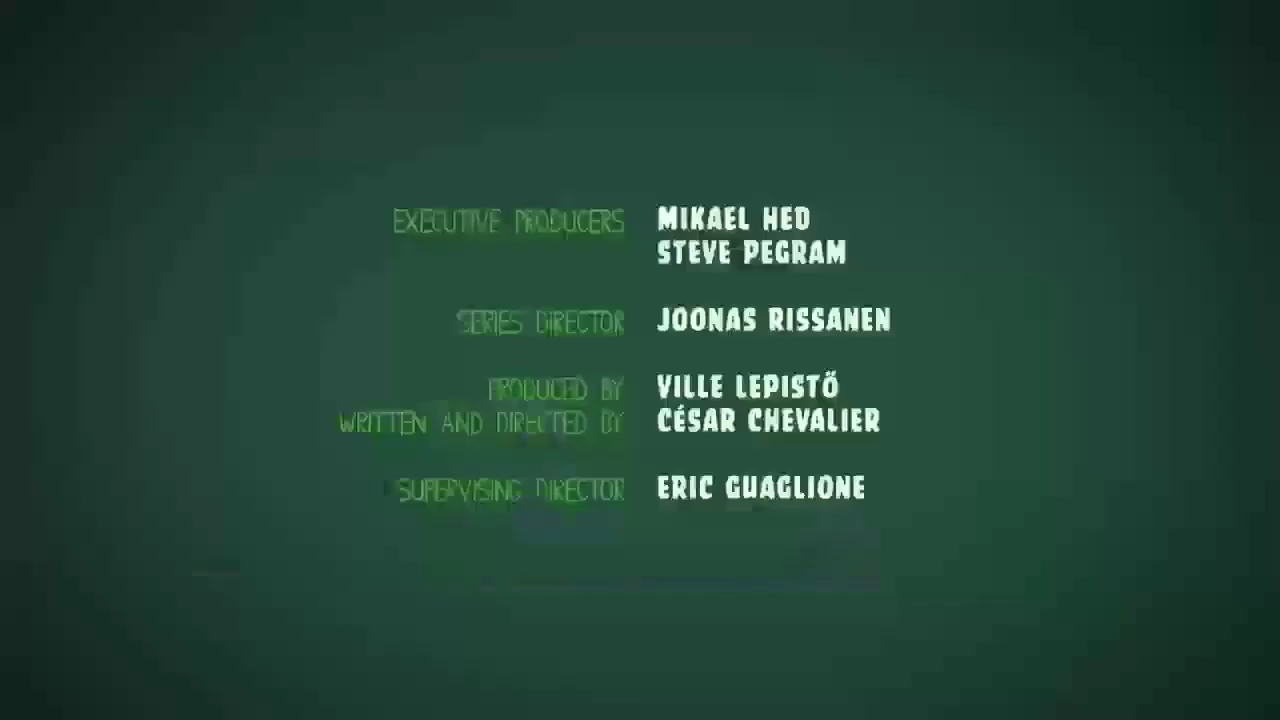 EXECUTIVE PRODUCERS MIKAEL HED
STEVE PEGRAM
SERIES DIRECTOR JOONAS RISSANEN
PRODUCED BY VILLE LEPISTÖ
WRITTEN AND DIRECTED BY CÉSAR CHEVALIER
SUPERVISING DIRECTOR ERIC GUAGLIONE